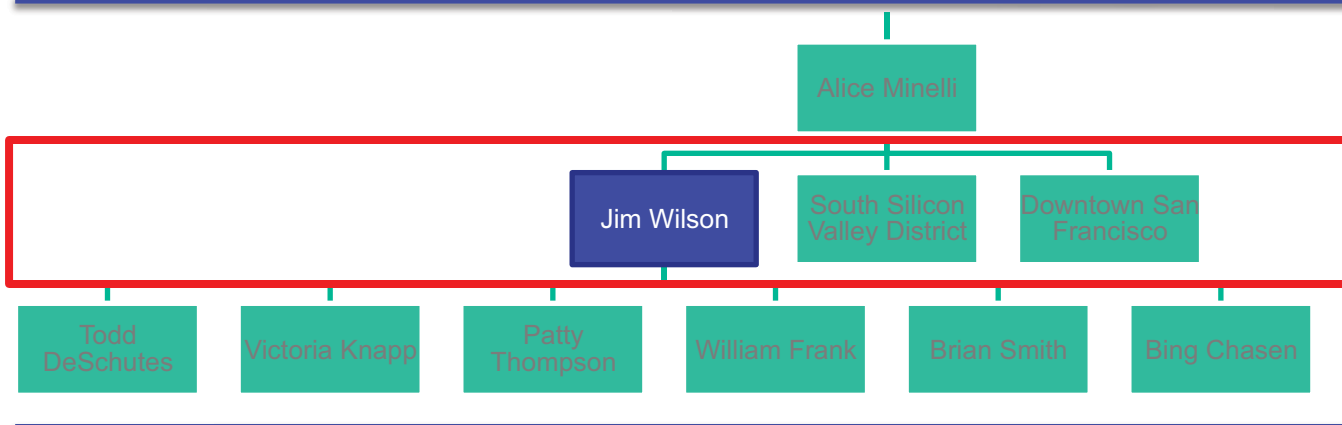 Alice Minelli
Jim Wilson
South Silicon
Valley District
Downtown San
Francisco
Todd
DeSchutes
Victoria Knapp
Patty
Thompson
William Frank
Brian Smith
Bing Chasen